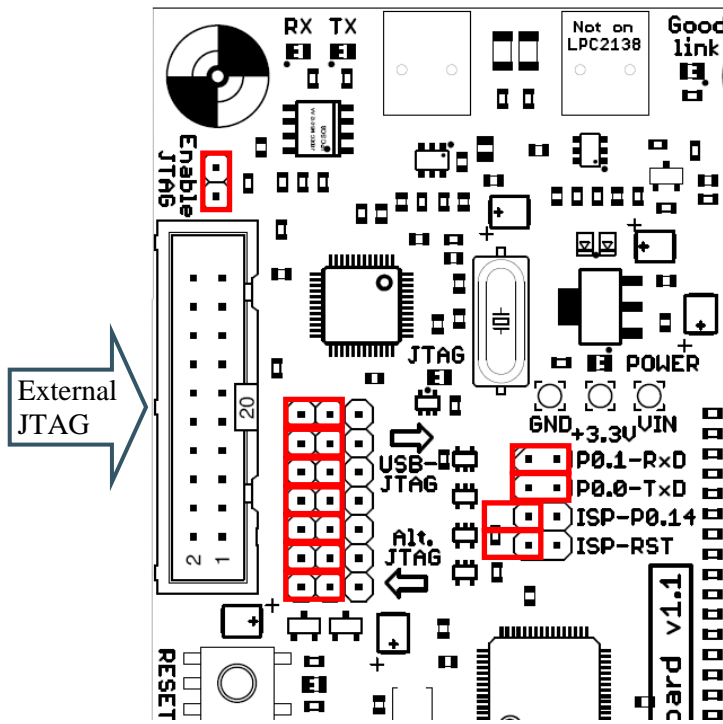 RX TX
Not on
LPC2138
Good
link
Enable
JTAG
External
JTAG
20
2 1
JTAG
POWER
GND
+3.3V
VIN
USB-
JTAG
P0.1-RxD
P0.0-TxD
ISP-P0.14
ISP-RST
Alt.
JTAG
RESET
oard v1.1